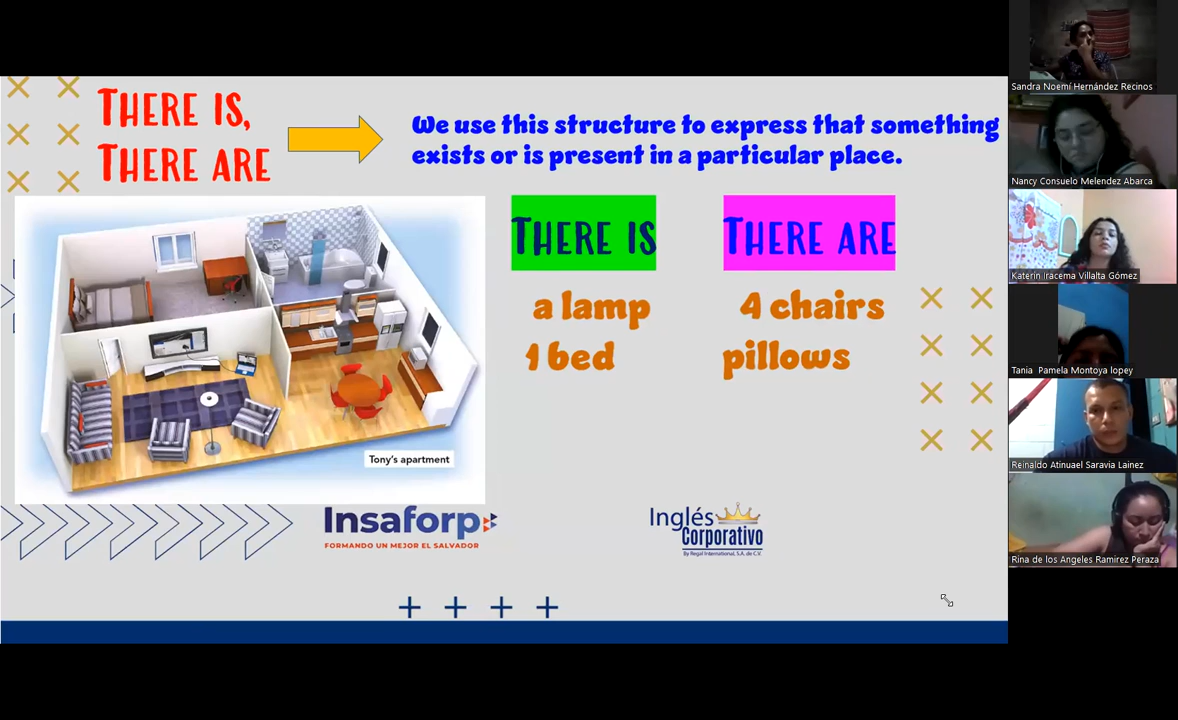 THERE IS,
THERE ARE
We use this structure to express that something
exists or is present in a particular place.
THERE IS
THERE ARE
a lamp
4 chairs
1 bed
pillows
Tony's apartment
Insaforp
FORMANDO UN MEJOR EL SALVADOR
Inglés
Corporativo
By Regal International, S.A. de C.V.
Sandra Noemí Hernández Recinos
Nancy Consuelo Melendez Abarca
Katerin Iracema Villalta Gómez
Tania Pamela Montoya lopey
Reinaldo Atinuael Saravia Lainez
Rina de los Angeles Ramirez Peraza